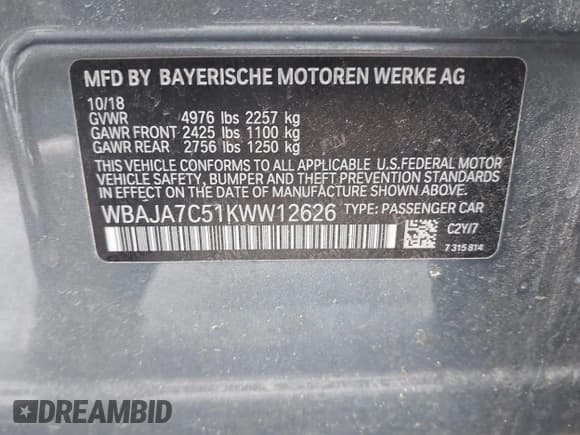 MFD BY BAYERISCHE MOTOREN WERKE AG
10/18
GVWR 4976 lbs 2257 kg
GAWR FRONT 2425 lbs 1100 kg
GAWR REAR 2756 lbs 1250 kg
THIS VEHICLE CONFORMS TO ALL APPLICABLE U.S.FEDERAL MOTOR
VEHICLE SAFETY, BUMPER AND THEFT PREVENTION STANDARDS
IN EFFECT ON THE DATE OF MANUFACTURE SHOWN ABOVE.
WBAJA7C51KWW12626 TYPE: PASSENGER CAR
C2Y/7
7 315 814
DREAMBID